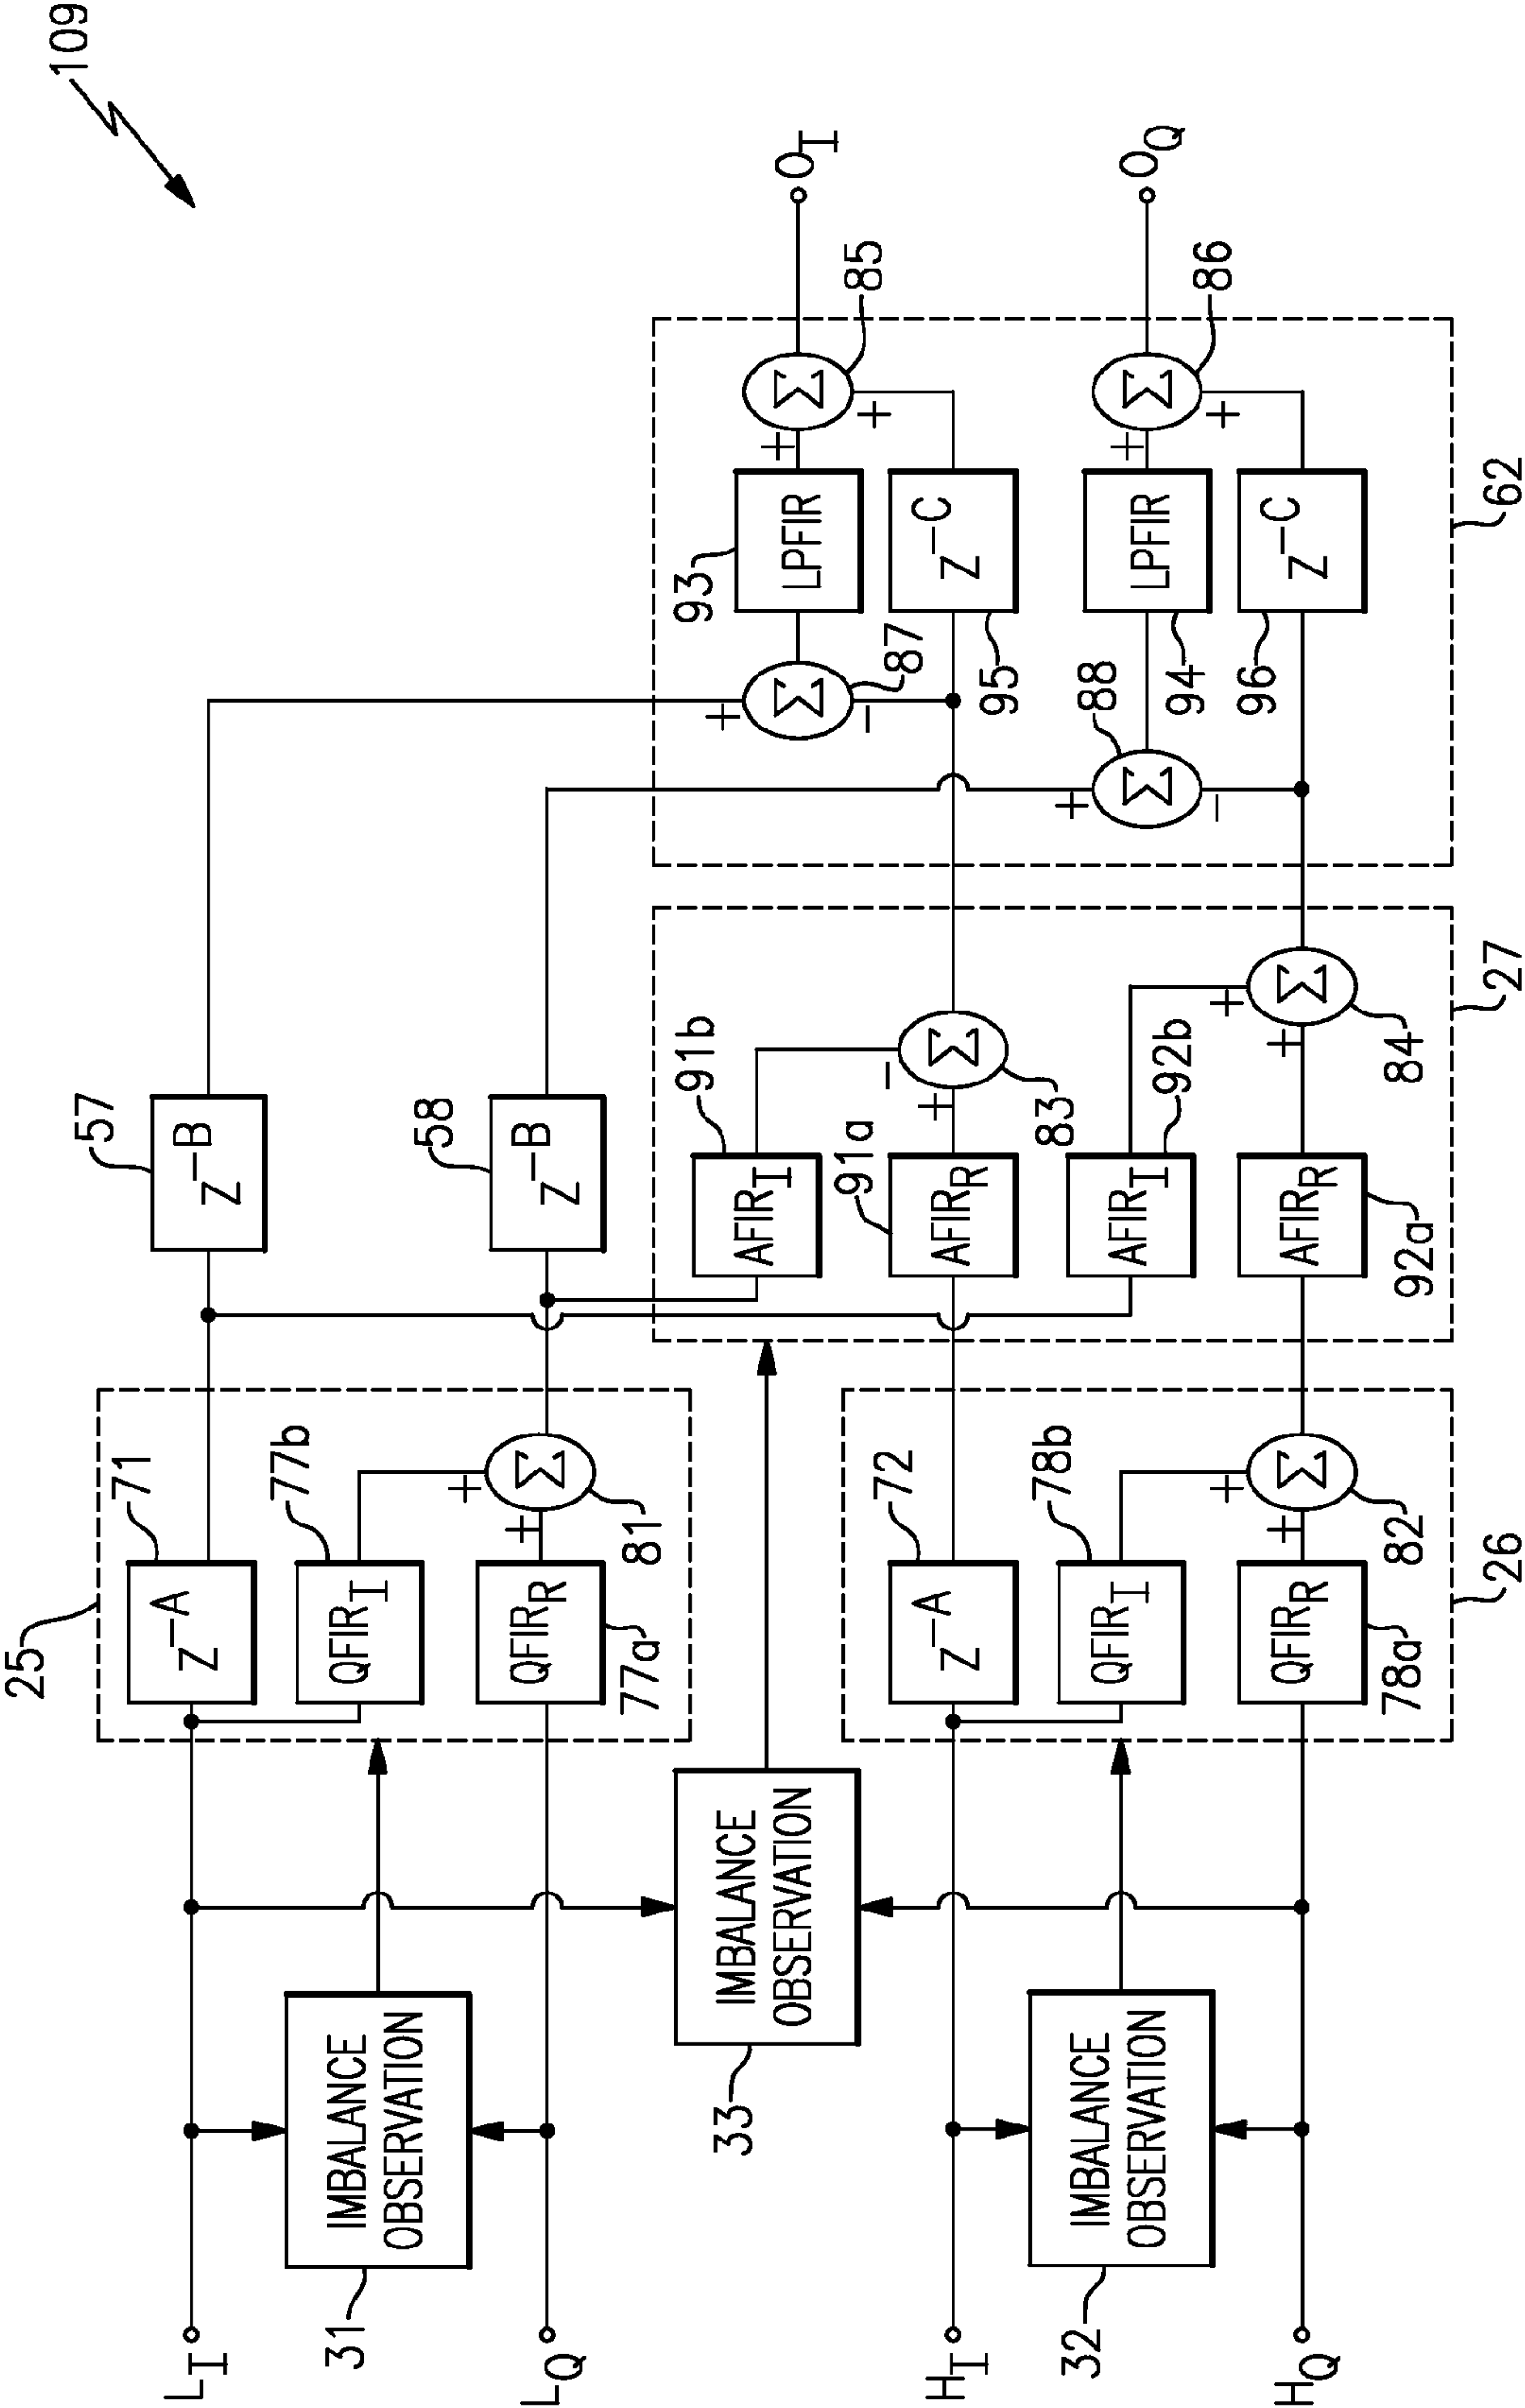 109
L_I
L_Q
H_I
H_Q
31
IMBALANCE
OBSERVATION
33
IMBALANCE
OBSERVATION
32
IMBALANCE
OBSERVATION
25
71
Z^-A
77b
QFIR_I
QFIR_R
77a
+
+
Σ
81
72
Z^-A
78b
QFIR_I
QFIR_R
78a
+
+
Σ
82
26
57
Z^-B
58
Z^-B
91b
AFIR_I
91a
AFIR_R
−
+
Σ
83
92b
AFIR_I
AFIR_R
92a
+
+
Σ
84
27
+
−
Σ
87
+
−
Σ
88
93
LPFIR
Z^-C
95
LPFIR
94
Z^-C
96
+
+
Σ
85
+
+
Σ
86
62
O_I
O_Q